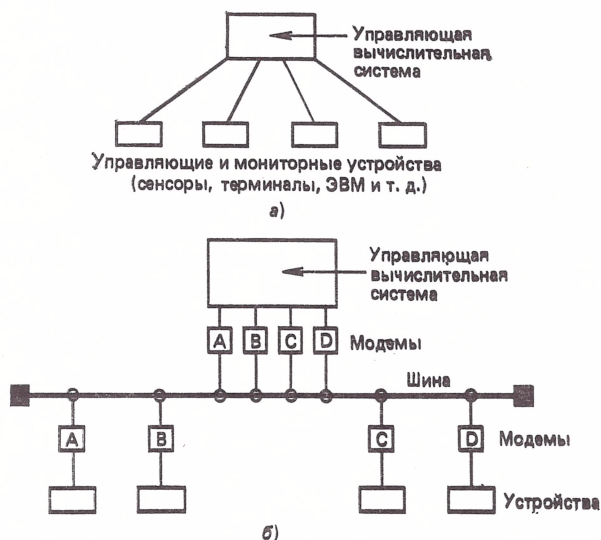 Управляющая
вычислительная
система
Управляющие и мониторные устройства
(сенсоры, терминалы, ЭВМ и т. д.)
а)
Управляющая
вычислительная
система
A B C D Модемы
Шина
A B C D Модемы
Устройства
б)